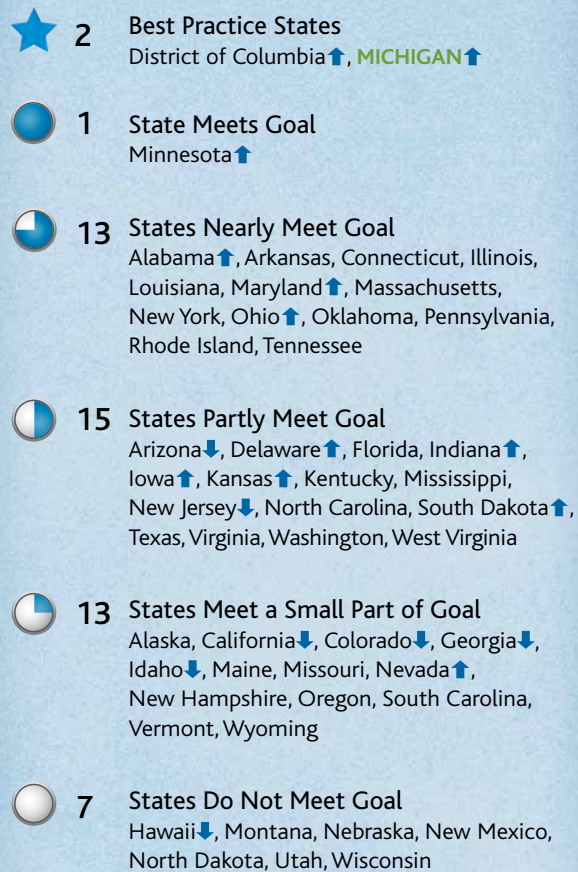 2 Best Practice States
District of Columbia⬆, MICHIGAN⬆
1 State Meets Goal
Minnesota⬆
13 States Nearly Meet Goal
Alabama⬆, Arkansas, Connecticut, Illinois,
Louisiana, Maryland⬆, Massachusetts,
New York, Ohio⬆, Oklahoma, Pennsylvania,
Rhode Island, Tennessee
15 States Partly Meet Goal
Arizona⬇, Delaware⬆, Florida, Indiana⬆,
Iowa⬆, Kansas⬆, Kentucky, Mississippi,
New Jersey⬇, North Carolina, South Dakota⬆,
Texas, Virginia, Washington, West Virginia
13 States Meet a Small Part of Goal
Alaska, California⬇, Colorado⬇, Georgia⬇,
Idaho⬇, Maine, Missouri, Nevada⬆,
New Hampshire, Oregon, South Carolina,
Vermont, Wyoming
7 States Do Not Meet Goal
Hawaii⬇, Montana, Nebraska, New Mexico,
North Dakota, Utah, Wisconsin